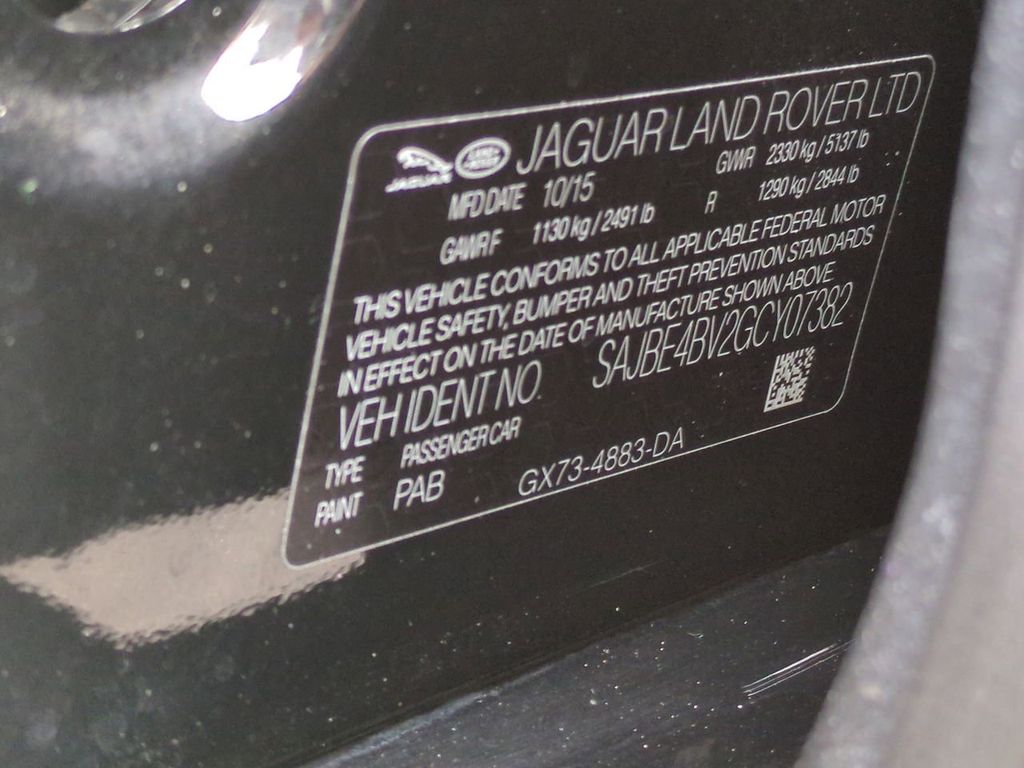 JAGUAR LAND ROVER JAGUAR LAND ROVER LTD
MFD DATE 10/15 GVWR 2330 kg / 5137 lb
GAWR F 1130 kg / 2491 lb R 1290 kg / 2844 lb
THIS VEHICLE CONFORMS TO ALL APPLICABLE FEDERAL MOTOR
VEHICLE SAFETY, BUMPER AND THEFT PREVENTION STANDARDS
IN EFFECT ON THE DATE OF MANUFACTURE SHOWN ABOVE.
VEH IDENT NO. SAJBE4BV2GCY07382
TYPE PASSENGER CAR
PAINT PAB GX73-4883-DA